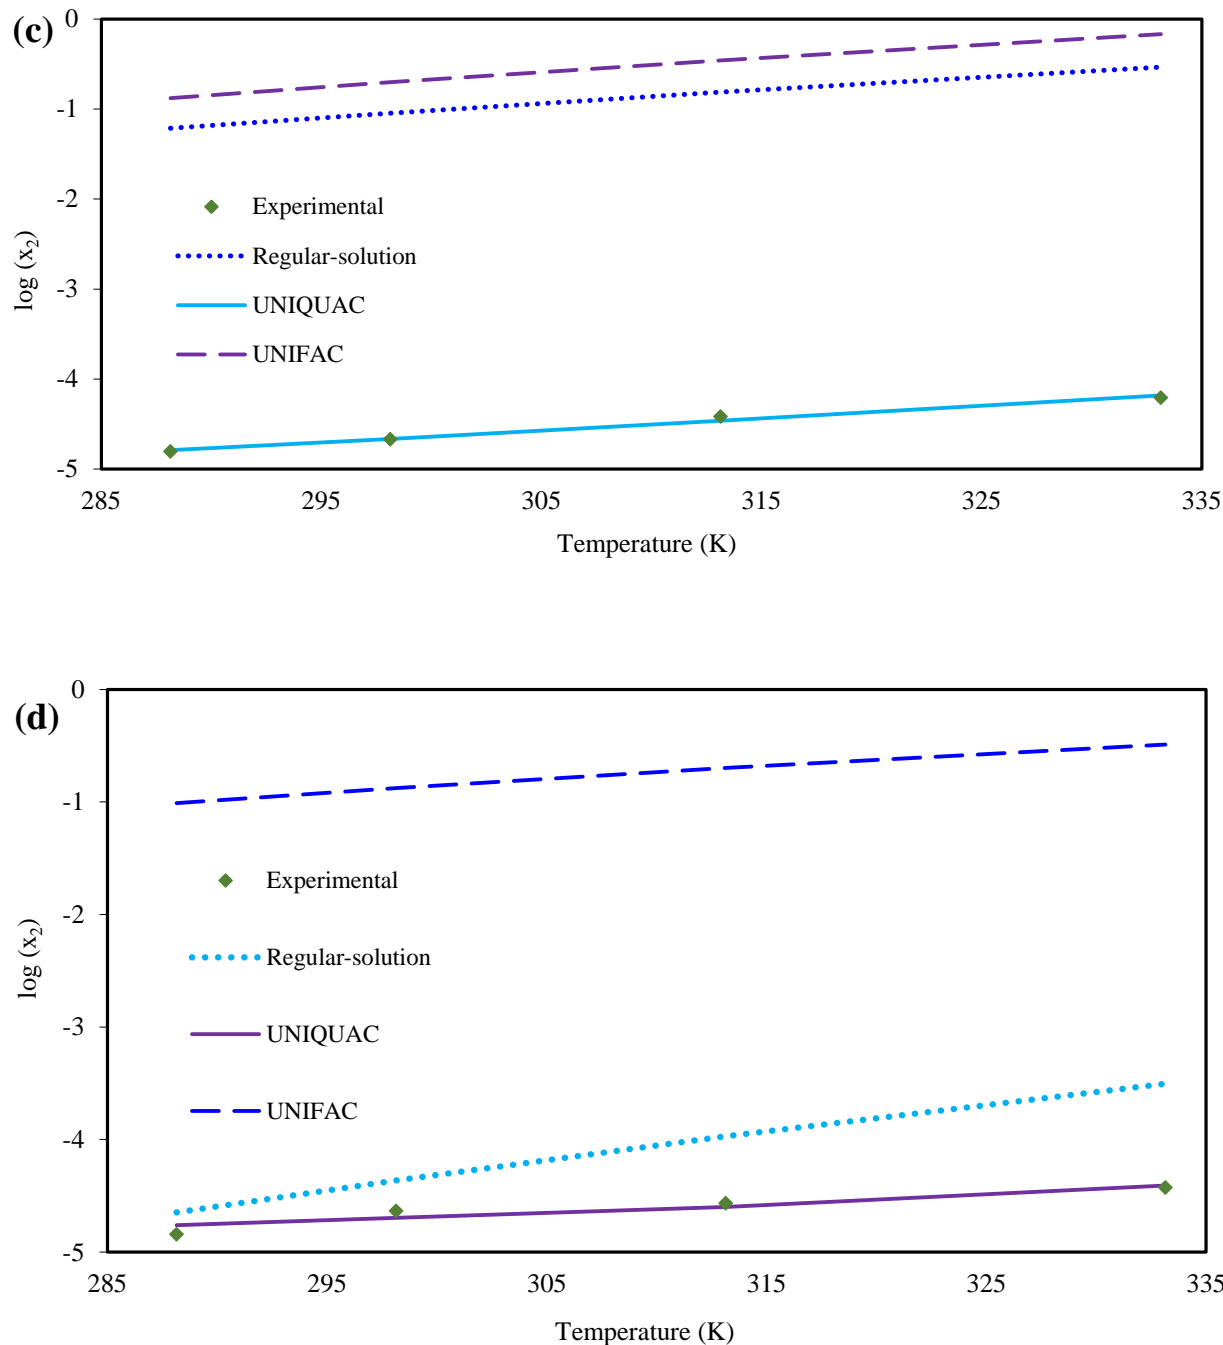 (c)
0
-1
-2
-3
-4
-5
log (x2)
Experimental
Regular-solution
UNIQUAC
UNIFAC
285 295 305 315 325 335
Temperature (K)
(d)
0
-1
-2
-3
-4
-5
log (x2)
Experimental
Regular-solution
UNIQUAC
UNIFAC
285 295 305 315 325 335
Temperature (K)